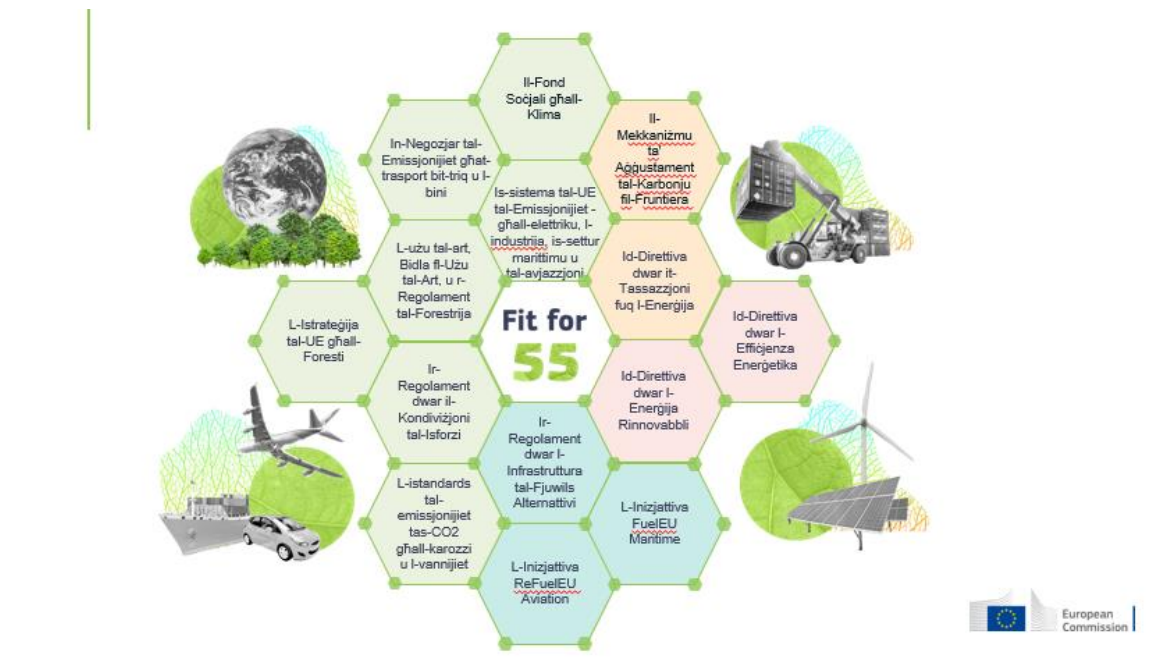 Il-Fond
Soċjali għall-
Klima
Il-
Mekkaniżmu
ta'
Aġġustament
tal-Karbonju
fil-Fruntiera
In-Negozjar tal-
Emissjonijiet għat-
trasport bit-triq u l-
bini
Is-sistema tal-UE
tal-Emissjonijiet -
għall-elettriku, l-
industrija, is-settur
marittimu u
tal-avjazzjoni
L-użu tal-art,
Bidla fl-Użu
tal-Art, u r-
Regolament
tal-Forestrija
Id-Direttiva
dwar it-
Tassazzjoni
fuq l-Enerġija
L-Istrateġija
tal-UE għall-
Foresti
Fit for
55
Id-Direttiva
dwar l-
Effiċjenza
Enerġetika
Ir-
Regolament
dwar il-
Kondiviżjoni
tal-Isforzi
Id-Direttiva
dwar l-
Enerġija
Rinnovabbli
Ir-
Regolament
dwar l-
Infrastruttura
tal-Fjuwils
Alternattivi
L-istandards
tal-
emissjonijiet
tas-CO2
għall-karozzi
u l-vannijiet
L-Inizjattiva
FuelEU
Maritime
L-Inizjattiva
ReFuelEU
Aviation
European
Commission